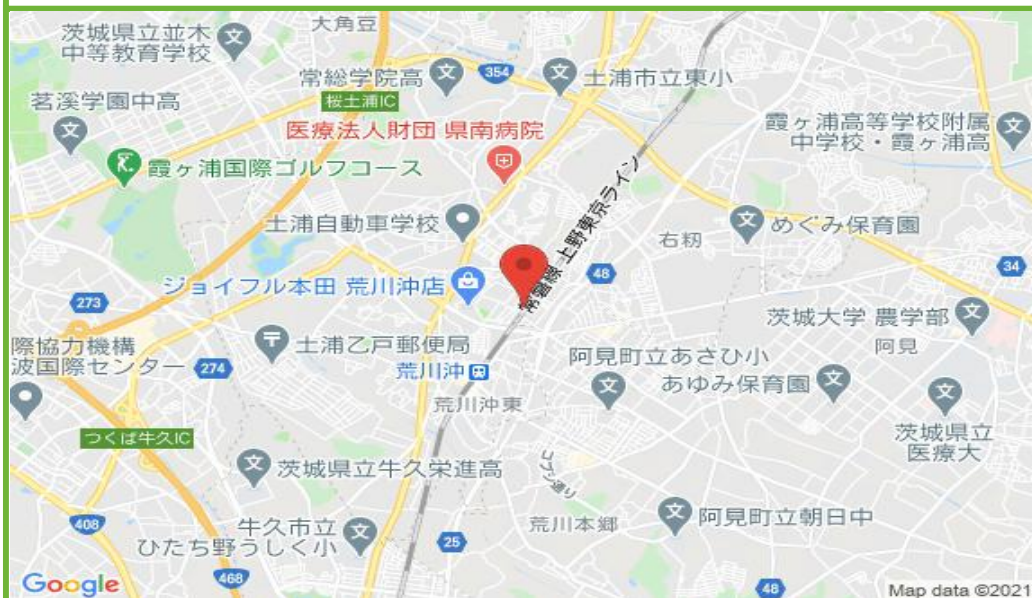 大角豆
茨城県立並木
中等教育学校
常総学院高
354
土浦市立東小
茗溪学園中高
桜土浦IC
医療法人財団 県南病院
霞ヶ浦高等学校附属
中学校・霞ヶ浦高
霞ヶ浦国際ゴルフコース
土浦自動車学校
常磐線-上野東京ライン
めぐみ保育園
右籾
48
34
ジョイフル本田 荒川沖店
273
茨城大学 農学部
阿見
際協力機構
波国際センター
274
土浦乙戸郵便局
荒川沖
阿見町立あさひ小
あゆみ保育園
荒川沖東
つくば牛久IC
茨城県立
医療大
茨城県立牛久栄進高
コブシ通り
408
牛久市立
ひたち野うしく小
荒川本郷
阿見町立朝日中
25
468
48
Google
Map data ©2021